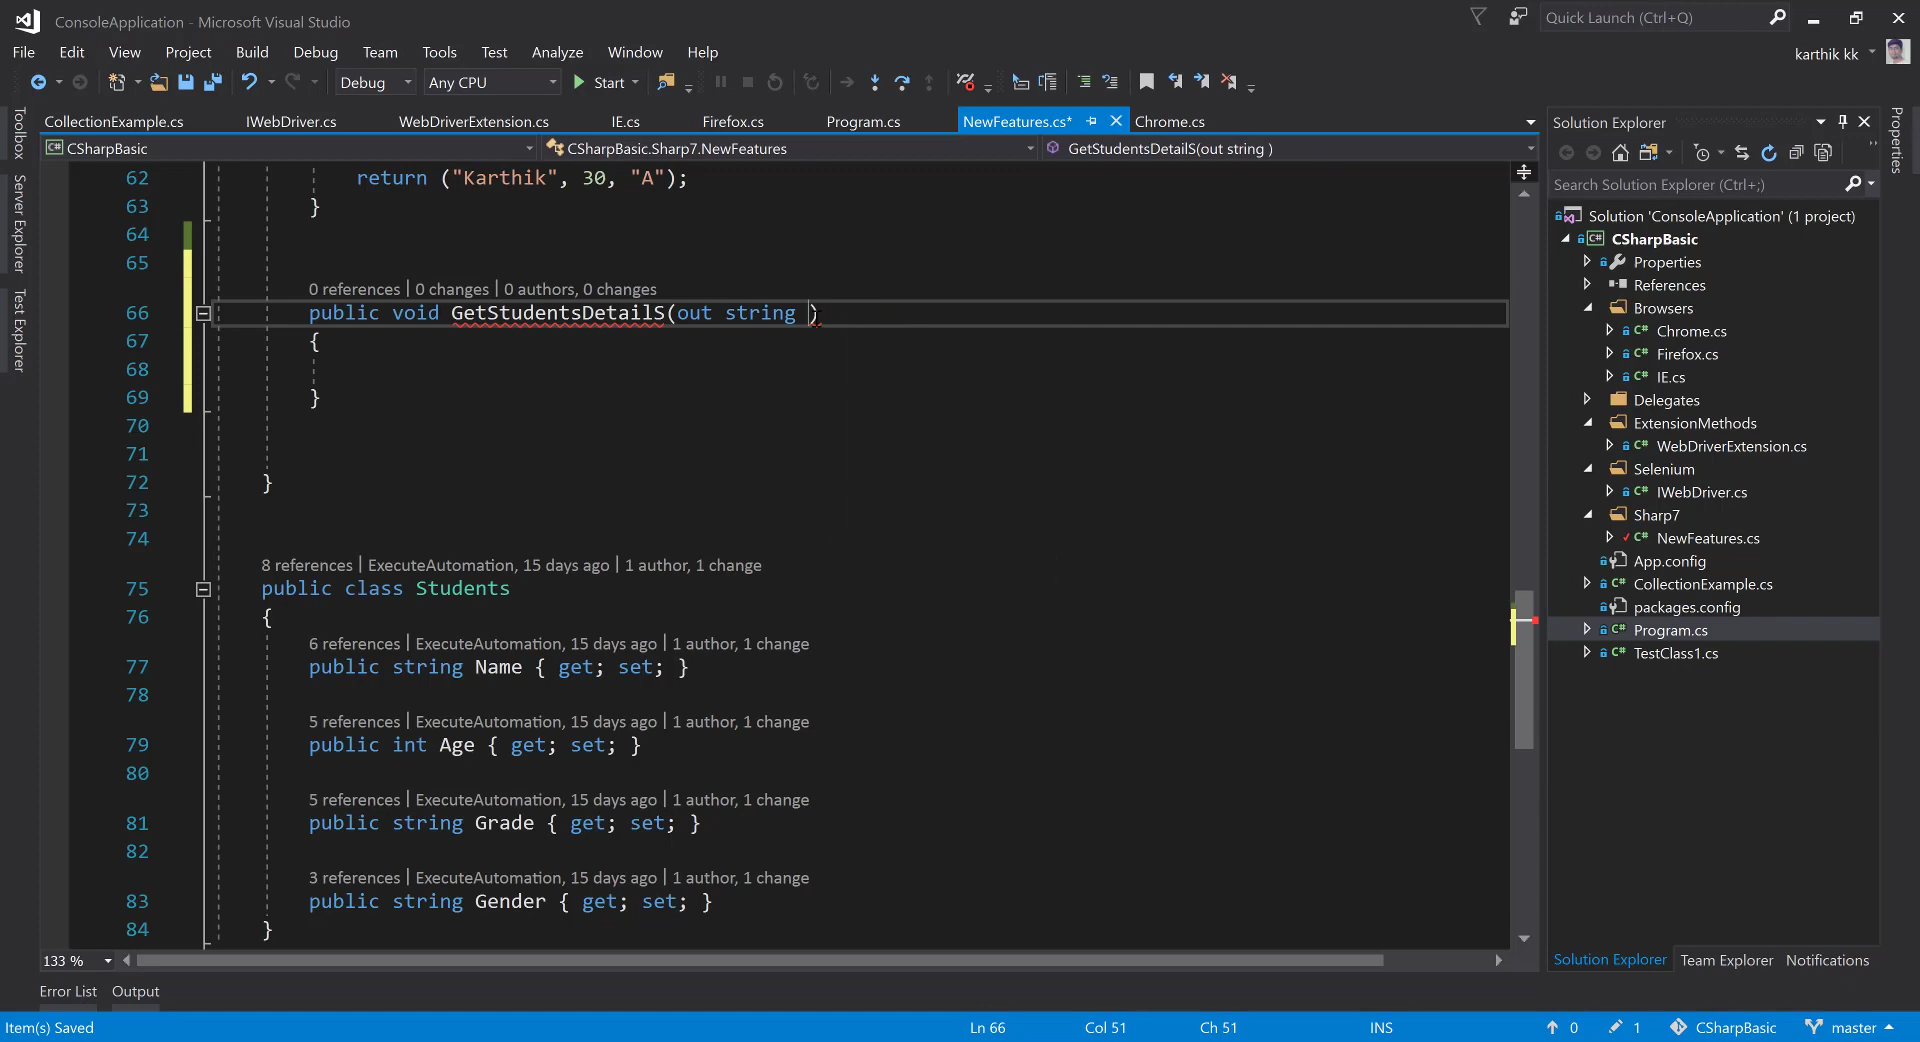 ConsoleApplication - Microsoft Visual Studio
Quick Launch (Ctrl+Q)
File Edit View Project Build Debug Team Tools Test Analyze Window Help
karthik kk
Debug Any CPU Start
CollectionExample.cs IWebDriver.cs WebDriverExtension.cs IE.cs Firefox.cs Program.cs NewFeatures.cs* Chrome.cs
CSharpBasic CSharpBasic.Sharp7.NewFeatures GetStudentsDetailS(out string )
Toolbox
Server Explorer
Test Explorer
62 return ("Karthik", 30, "A");
63 }
64
65
0 references | 0 changes | 0 authors, 0 changes
66 public void GetStudentsDetailS(out string )
67 {
68
69 }
70
71
72 }
73
74
8 references | ExecuteAutomation, 15 days ago | 1 author, 1 change
75 public class Students
76 {
6 references | ExecuteAutomation, 15 days ago | 1 author, 1 change
77 public string Name { get; set; }
78
5 references | ExecuteAutomation, 15 days ago | 1 author, 1 change
79 public int Age { get; set; }
80
5 references | ExecuteAutomation, 15 days ago | 1 author, 1 change
81 public string Grade { get; set; }
82
3 references | ExecuteAutomation, 15 days ago | 1 author, 1 change
83 public string Gender { get; set; }
84 }
133 %
Solution Explorer
Search Solution Explorer (Ctrl+;)
Solution 'ConsoleApplication' (1 project)
C# CSharpBasic
Properties
References
Browsers
C# Chrome.cs
C# Firefox.cs
C# IE.cs
Delegates
ExtensionMethods
C# WebDriverExtension.cs
Selenium
C# IWebDriver.cs
Sharp7
C# NewFeatures.cs
App.config
C# CollectionExample.cs
packages.config
C# Program.cs
C# TestClass1.cs
Solution Explorer Team Explorer Notifications
Properties
Error List Output
Item(s) Saved Ln 66 Col 51 Ch 51 INS 0 1 CSharpBasic master